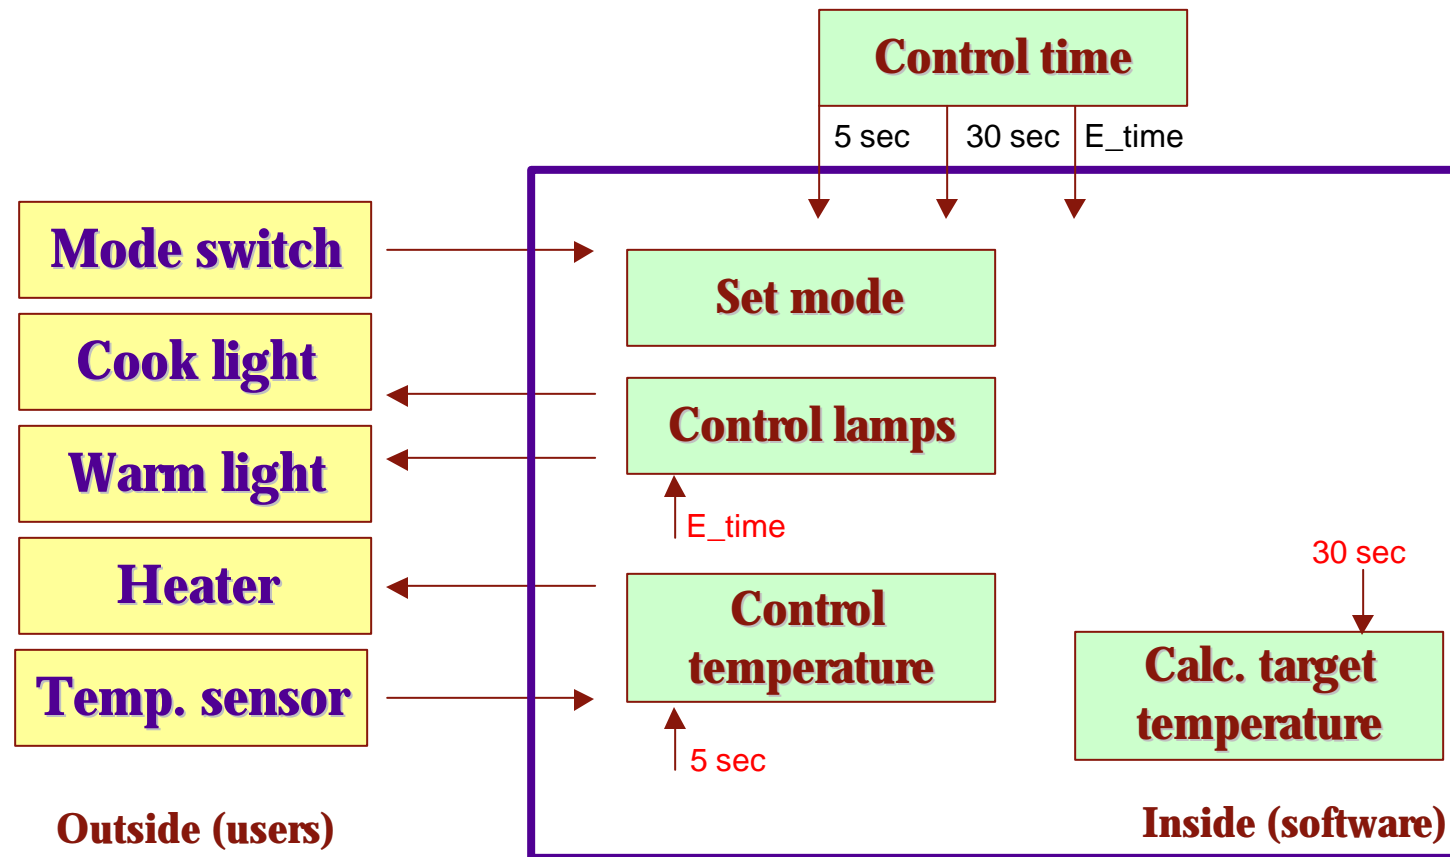 Control time
5 sec
30 sec
E_time
Mode switch
Set mode
Cook light
Control lamps
Warm light
E_time
Heater
Control
temperature
30 sec
Calc. target
temperature
Temp. sensor
5 sec
Outside (users)
Inside (software)